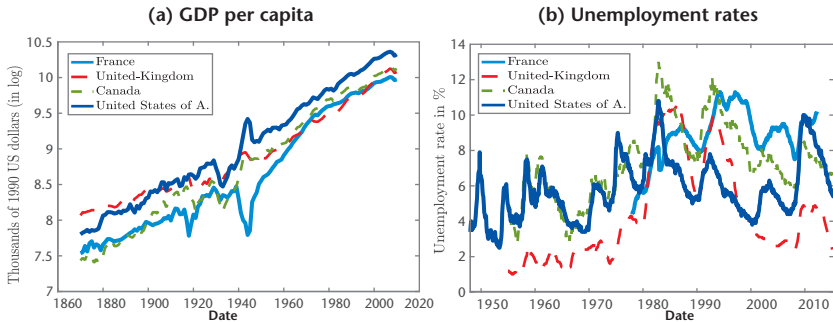 (a) GDP per capita
Thousands of 1990 US dollars (in log)
10.5
10
9.5
9
8.5
8
7.5
7
France
United-Kingdom
Canada
United States of A.
1860 1880 1900 1920 1940 1960 1980 2000 2020
Date
(b) Unemployment rates
Unemployment rate in %
14
12
10
8
6
4
2
0
France
United-Kingdom
Canada
United States of A.
1950 1960 1970 1980 1990 2000 2010
Date